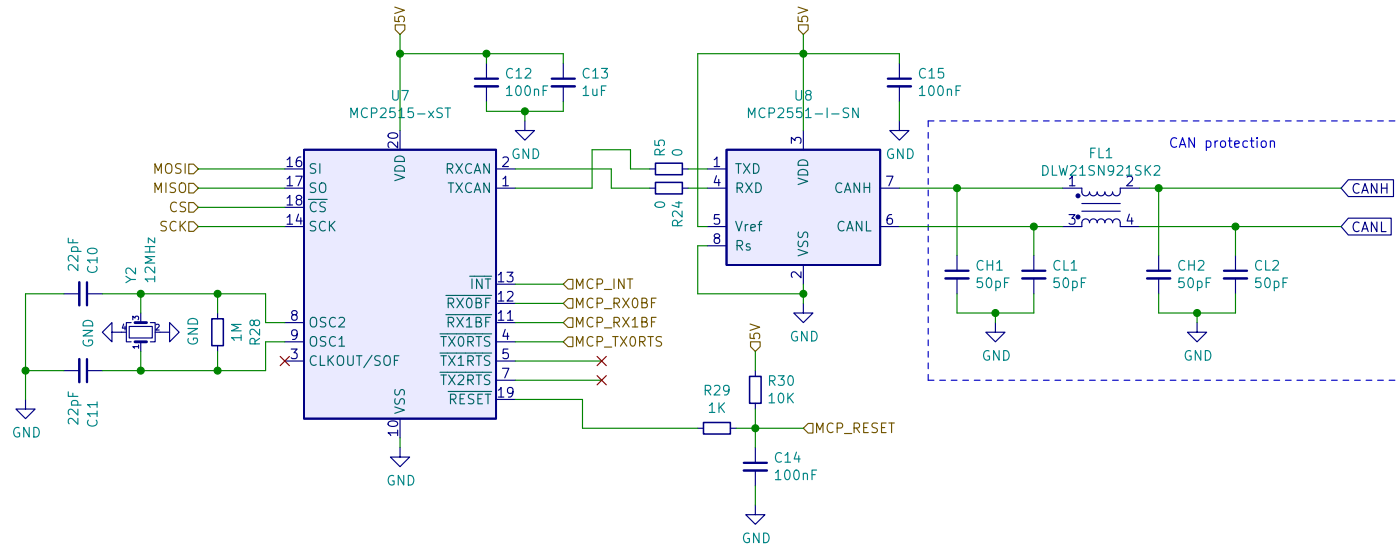 5V
5V
C12
100nF
C13
1uF
GND
U7
MCP2515-xST
C15
100nF
GND
U8
MCP2551-I-SN
CAN protection
FL1
DLW21SN921SK2
MOSI
MISO
CS
SCK
16 SI
17 SO
18 CS
14 SCK
20
VDD
RXCAN 2
TXCAN 1
R5
0
0
R24
1 TXD
4 RXD
5 Vref
8 Rs
3
VDD
VSS
2
CANH 7
CANL 6
GND
1 2
3 4
CANH
CANL
CH1
50pF
CL1
50pF
GND
CH2
50pF
CL2
50pF
GND
22pF
C10
Y2
12MHz
GND
4 3 2 1
GND
1M
R28
22pF
C11
GND
8 OSC2
9 OSC1
3 CLKOUT/SOF
INT 13 MCP_INT
RX0BF 12 MCP_RX0BF
RX1BF 11 MCP_RX1BF
TX0RTS 4 MCP_TX0RTS
TX1RTS 5
TX2RTS 7
RESET 19
VSS
10
GND
5V
R29
1K
R30
10K
MCP_RESET
C14
100nF
GND